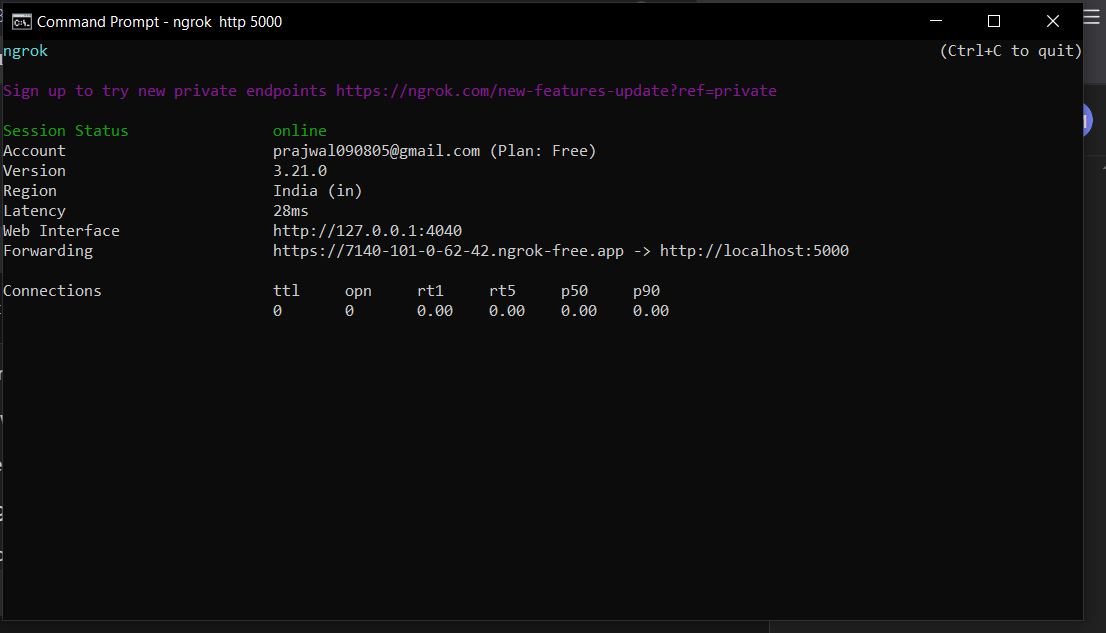 Command Prompt - ngrok http 5000
ngrok (Ctrl+C to quit)
Sign up to try new private endpoints https://ngrok.com/new-features-update?ref=private
Session Status online
Account prajwal090805@gmail.com (Plan: Free)
Version 3.21.0
Region India (in)
Latency 28ms
Web Interface http://127.0.0.1:4040
Forwarding https://7140-101-0-62-42.ngrok-free.app -> http://localhost:5000
Connections ttl opn rt1 rt5 p50 p90
0 0 0.00 0.00 0.00 0.00